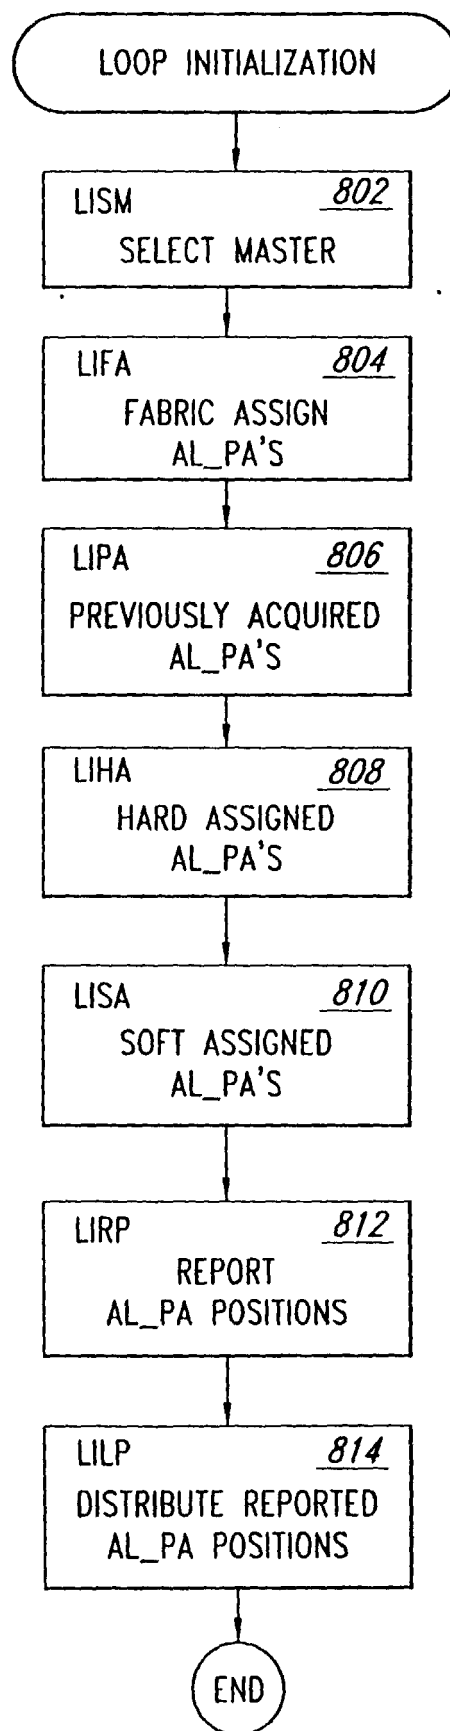 LOOP INITIALIZATION
LISM 802
SELECT MASTER
LIFA 804
FABRIC ASSIGN
AL_PA'S
LIPA 806
PREVIOUSLY ACQUIRED
AL_PA'S
LIHA 808
HARD ASSIGNED
AL_PA'S
LISA 810
SOFT ASSIGNED
AL_PA'S
LIRP 812
REPORT
AL_PA POSITIONS
LILP 814
DISTRIBUTE REPORTED
AL_PA POSITIONS
END